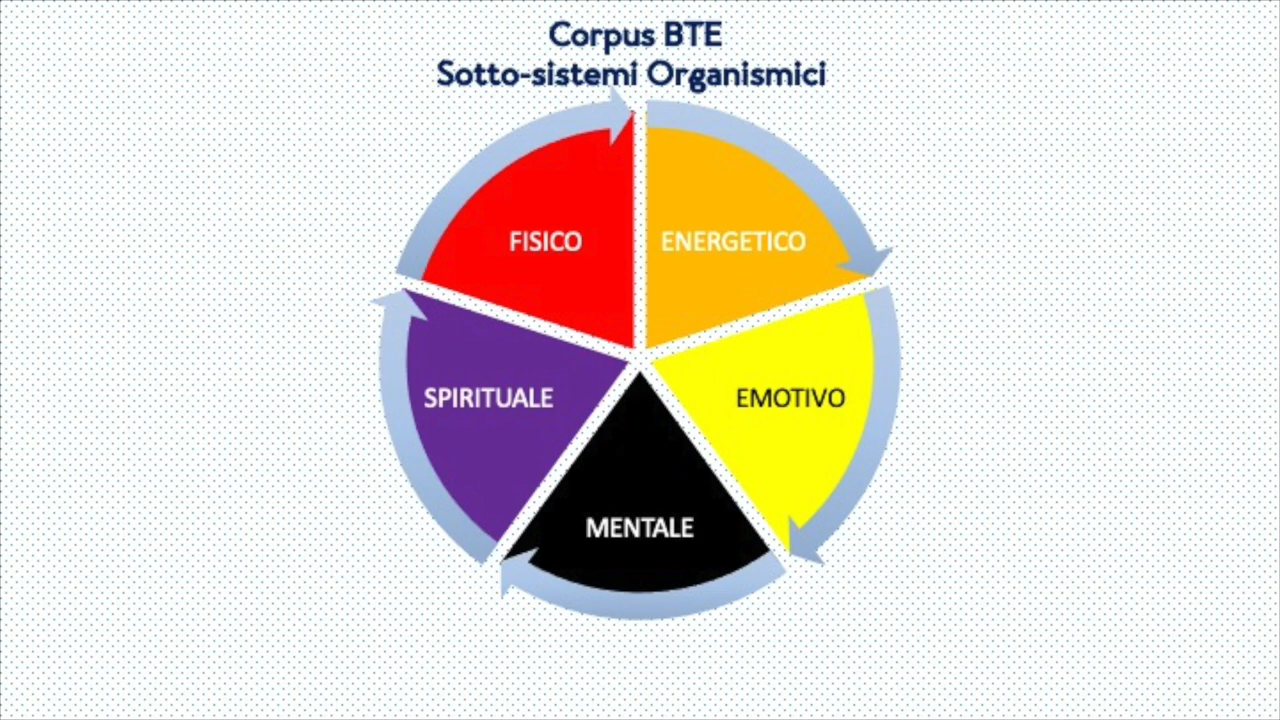 Corpus BTE
Sotto-sistemi Organismici
FISICO
ENERGETICO
SPIRITUALE
EMOTIVO
MENTALE